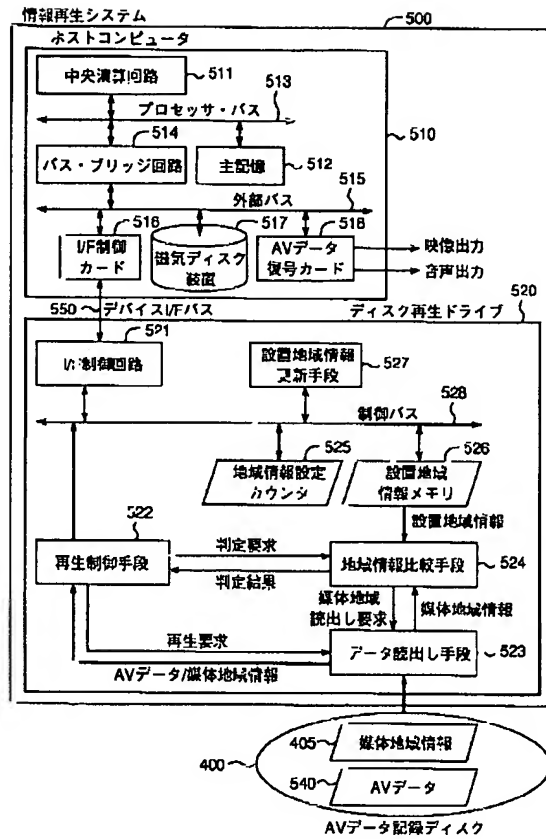 情報再生システム
500
ホストコンピュータ
中央演算回路
511
513
プロセッサ・バス
514
510
バス・ブリッジ回路
主記憶
512
515
外部バス
516
517
518
I/F制御
カード
磁気ディスク
装置
AVデータ
復号カード
映像出力
音声出力
550
デバイスI/Fバス
ディスク再生ドライブ
520
521
I/F制御回路
設置地域情報
更新手段
527
528
制御バス
525
526
地域情報設定
カウンタ
設置地域
情報メモリ
522
設置地域情報
再生制御手段
判定要求
判定結果
地域情報比較手段
524
媒体地域
読出し要求
媒体地域情報
再生要求
データ読出し手段
523
AVデータ/媒体地域情報
405
媒体地域情報
400
540
AVデータ
AVデータ記録ディスク